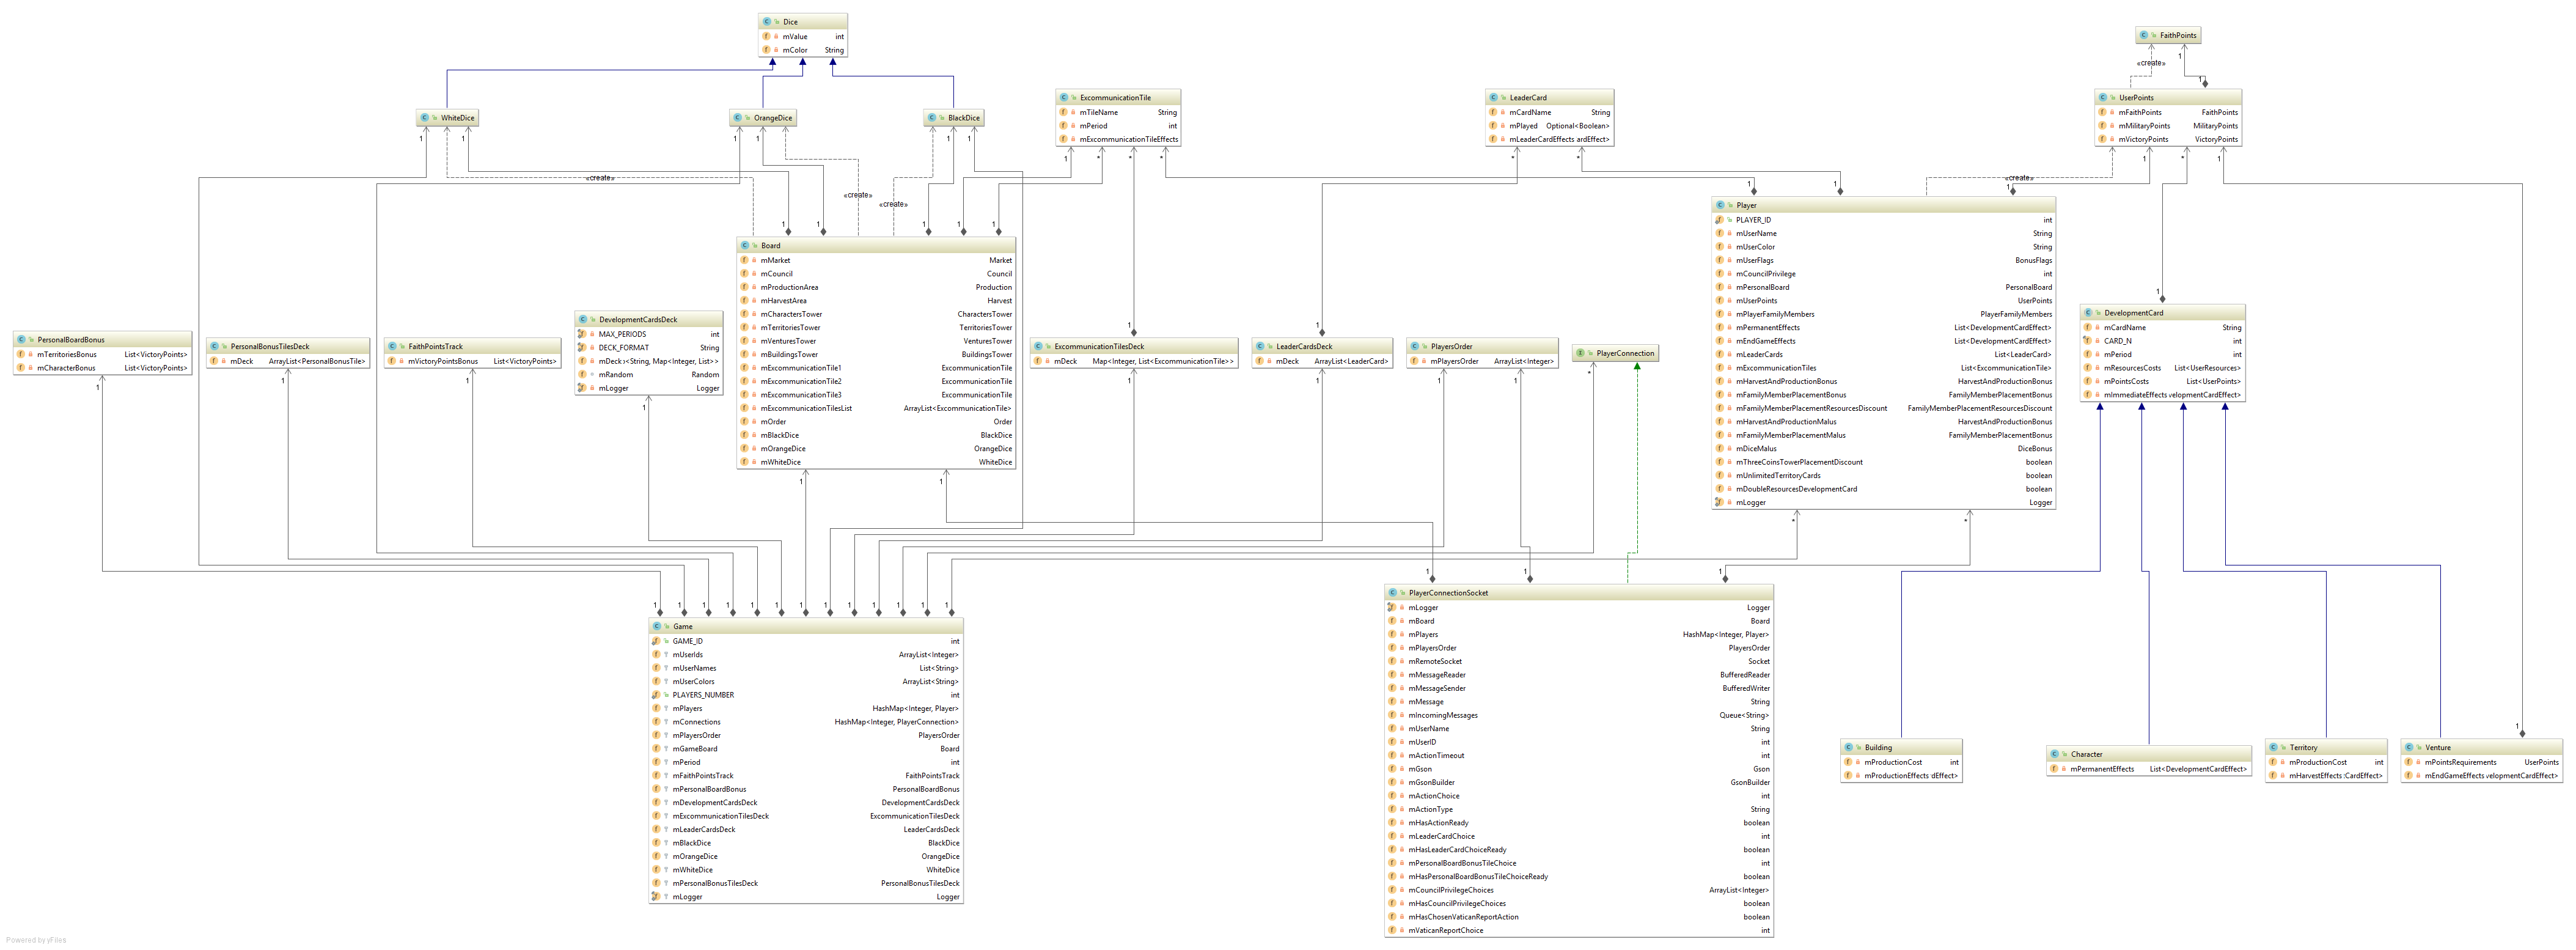 Dice
mValue int
mColor String
FaithPoints
«create»
WhiteDice
OrangeDice
BlackDice
ExcommunicationTile
mTileName String
mPeriod int
mExcommunicationTileEffects
LeaderCard
mCardName String
mPlayed Optional<Boolean>
mLeaderCardEffects ardEffect>
UserPoints
mFaithPoints FaithPoints
mMilitaryPoints MilitaryPoints
mVictoryPoints VictoryPoints
«create»
«create»
«create»
«create»
Board
mMarket Market
mCouncil Council
mProductionArea Production
mHarvestArea Harvest
mCharactersTower CharactersTower
mTerritoriesTower TerritoriesTower
mVenturesTower VenturesTower
mBuildingsTower BuildingsTower
mExcommunicationTile1 ExcommunicationTile
mExcommunicationTile2 ExcommunicationTile
mExcommunicationTile3 ExcommunicationTile
mExcommunicationTilesList ArrayList<ExcommunicationTile>
mOrder Order
mBlackDice BlackDice
mOrangeDice OrangeDice
mWhiteDice WhiteDice
Player
PLAYER_ID int
mUserName String
mUserColor String
mUserFlags BonusFlags
mCouncilPrivilege int
mPersonalBoard PersonalBoard
mUserPoints UserPoints
mPlayerFamilyMembers PlayerFamilyMembers
mPermanentEffects List<DevelopmentCardEffect>
mEndGameEffects List<DevelopmentCardEffect>
mLeaderCards List<LeaderCard>
mExcommunicationTiles List<ExcommunicationTile>
mHarvestAndProductionBonus HarvestAndProductionBonus
mFamilyMemberPlacementBonus FamilyMemberPlacementBonus
mFamilyMemberPlacementResourcesDiscount FamilyMemberPlacementResourcesDiscount
mHarvestAndProductionMalus HarvestAndProductionBonus
mFamilyMemberPlacementMalus FamilyMemberPlacementBonus
mDiceMalus DiceBonus
mThreeCoinsTowerPlacementDiscount boolean
mUnlimitedTerritoryCards boolean
mDoubleResourcesDevelopmentCard boolean
mLogger Logger
DevelopmentCard
mCardName String
CARD_N int
mPeriod int
mResourcesCosts List<UserResources>
mPointsCosts List<UserPoints>
mImmediateEffects velopmentCardEffect>
PersonalBoardBonus
mTerritoriesBonus List<VictoryPoints>
mCharacterBonus List<VictoryPoints>
PersonalBonusTilesDeck
mDeck ArrayList<PersonalBonusTile>
FaithPointsTrack
mVictoryPointsBonus List<VictoryPoints>
DevelopmentCardsDeck
MAX_PERIODS int
DECK_FORMAT String
mDeck ›<String, Map<Integer, List>>
mRandom Random
mLogger Logger
ExcommunicationTilesDeck
mDeck Map<Integer, List<ExcommunicationTile>>
LeaderCardsDeck
mDeck ArrayList<LeaderCard>
PlayersOrder
mPlayersOrder ArrayList<Integer>
PlayerConnection
Game
GAME_ID int
mUserIds ArrayList<Integer>
mUserNames List<String>
mUserColors ArrayList<String>
PLAYERS_NUMBER int
mPlayers HashMap<Integer, Player>
mConnections HashMap<Integer, PlayerConnection>
mPlayersOrder PlayersOrder
mGameBoard Board
mPeriod int
mFaithPointsTrack FaithPointsTrack
mPersonalBoardBonus PersonalBoardBonus
mDevelopmentCardsDeck DevelopmentCardsDeck
mExcommunicationTilesDeck ExcommunicationTilesDeck
mLeaderCardsDeck LeaderCardsDeck
mBlackDice BlackDice
mOrangeDice OrangeDice
mWhiteDice WhiteDice
mPersonalBonusTilesDeck PersonalBonusTilesDeck
mLogger Logger
PlayerConnectionSocket
mLogger Logger
mBoard Board
mPlayers HashMap<Integer, Player>
mPlayersOrder PlayersOrder
mRemoteSocket Socket
mMessageReader BufferedReader
mMessageSender BufferedWriter
mMessage String
mIncomingMessages Queue<String>
mUserName String
mUserID int
mActionTimeout int
mGson Gson
mGsonBuilder GsonBuilder
mActionChoice int
mActionType String
mHasActionReady boolean
mLeaderCardChoice int
mHasLeaderCardChoiceReady boolean
mPersonalBoardBonusTileChoice int
mHasPersonalBoardBonusTileChoiceReady boolean
mCouncilPrivilegeChoices ArrayList<Integer>
mHasCouncilPrivilegeChoices boolean
mHasChosenVaticanReportAction boolean
mVaticanReportChoice int
Building
mProductionCost int
mProductionEffects dEffect>
Character
mPermanentEffects List<DevelopmentCardEffect>
Territory
mProductionCost int
mHarvestEffects :CardEffect>
Venture
mPointsRequirements UserPoints
mEndGameEffects velopmentCardEffect>
Powered by yFiles